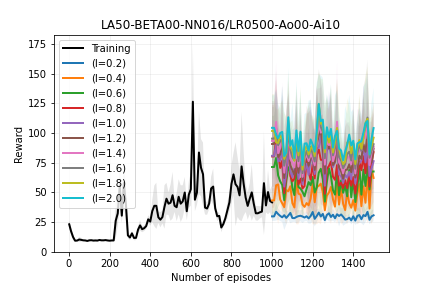 LA50-BETA00-NN016/LR0500-Ao00-Ai10
Reward
175
150
125
100
75
50
25
0
Training
(l=0.2)
(l=0.4)
(l=0.6)
(l=0.8)
(l=1.0)
(l=1.2)
(l=1.4)
(l=1.6)
(l=1.8)
(l=2.0)
0 200 400 600 800 1000 1200 1400
Number of episodes